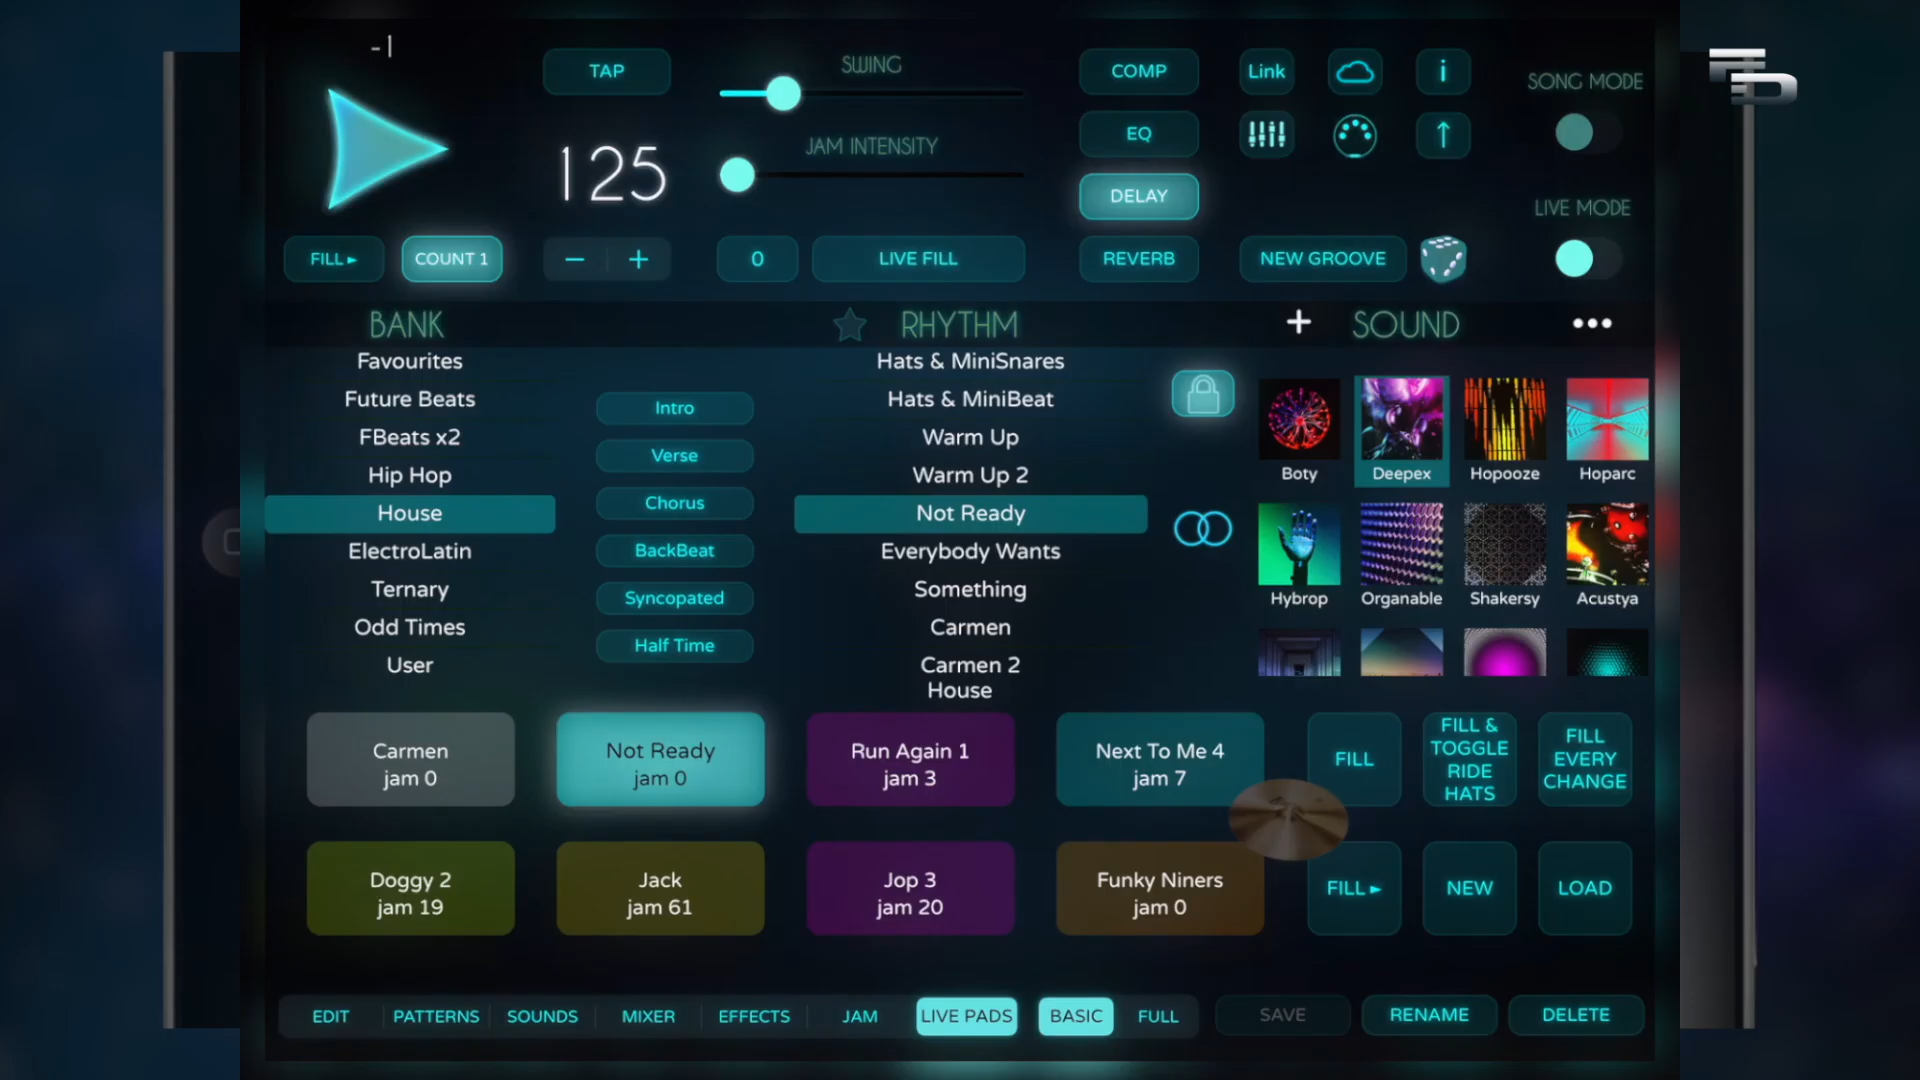 -1
TAP
SWING
COMP
Link
i
SONG MODE
125
JAM INTENSITY
EQ
DELAY
LIVE MODE
FILL
COUNT 1
− +
0
LIVE FILL
REVERB
NEW GROOVE
BANK
RHYTHM
+
SOUND
•••
Favourites
Future Beats
FBeats x2
Hip Hop
House
ElectroLatin
Ternary
Odd Times
User
Intro
Verse
Chorus
BackBeat
Syncopated
Half Time
Hats & MiniSnares
Hats & MiniBeat
Warm Up
Warm Up 2
Not Ready
Everybody Wants
Something
Carmen
Carmen 2
House
Boty
Deepex
Hopooze
Hoparc
Hybrop
Organable
Shakersy
Acustya
Carmen
jam 0
Not Ready
jam 0
Run Again 1
jam 3
Next To Me 4
jam 7
FILL
FILL &
TOGGLE
RIDE
HATS
FILL
EVERY
CHANGE
Doggy 2
jam 19
Jack
jam 61
Jop 3
jam 20
Funky Niners
jam 0
FILL
NEW
LOAD
EDIT
PATTERNS
SOUNDS
MIXER
EFFECTS
JAM
LIVE PADS
BASIC
FULL
SAVE
RENAME
DELETE